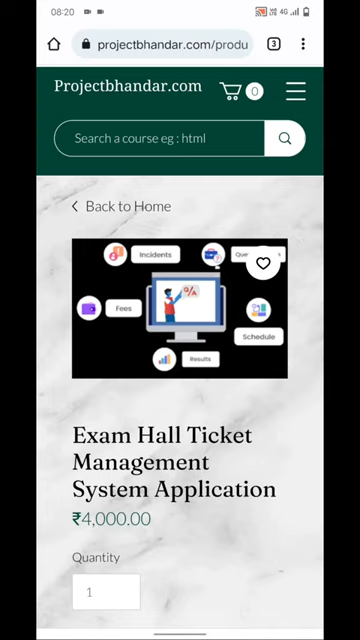 08:20
4G
projectbhandar.com/produ
3
Projectbhandar.com
0
Search a course eg : html
Back to Home
Incidents
Fees
Q/A
Schedule
Results
Exam Hall Ticket
Management
System Application
₹4,000.00
Quantity
1